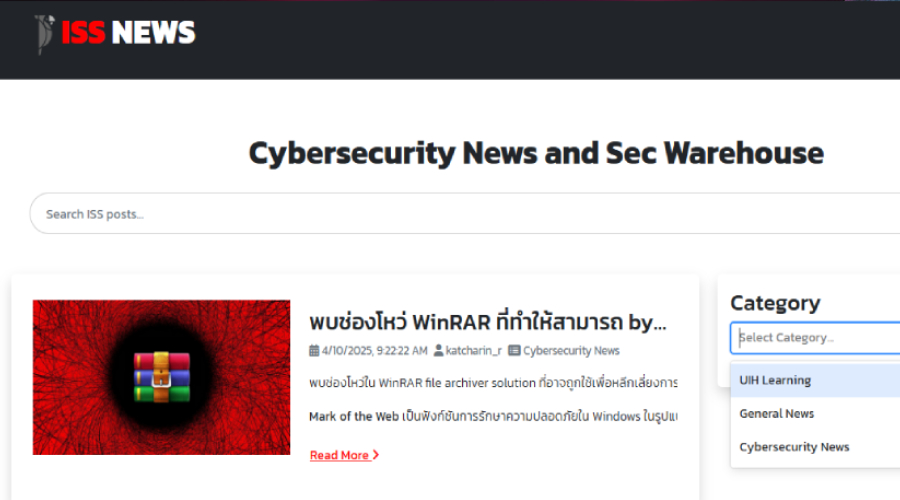 ISS NEWS
Cybersecurity News and Sec Warehouse
Search ISS posts...
พบช่องโหว่ WinRAR ที่ทำให้สามารถ by...
4/10/2025, 9:22:22 AM katcharin_r Cybersecurity News
พบช่องโหว่ใน WinRAR file archiver solution ที่อาจถูกใช้เพื่อหลีกเลี่ยงการ
Mark of the Web เป็นฟังก์ชันการรักษาความปลอดภัยใน Windows ในรูปแ
Read More
Category
Select Category...
UIH Learning
General News
Cybersecurity News